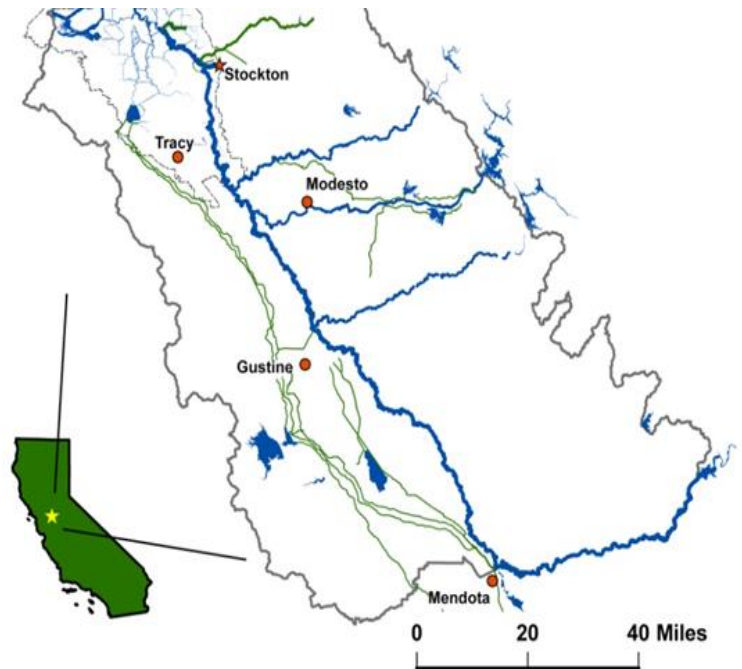 Stockton
Tracy
Modesto
Gustine
Mendota
0 20 40 Miles